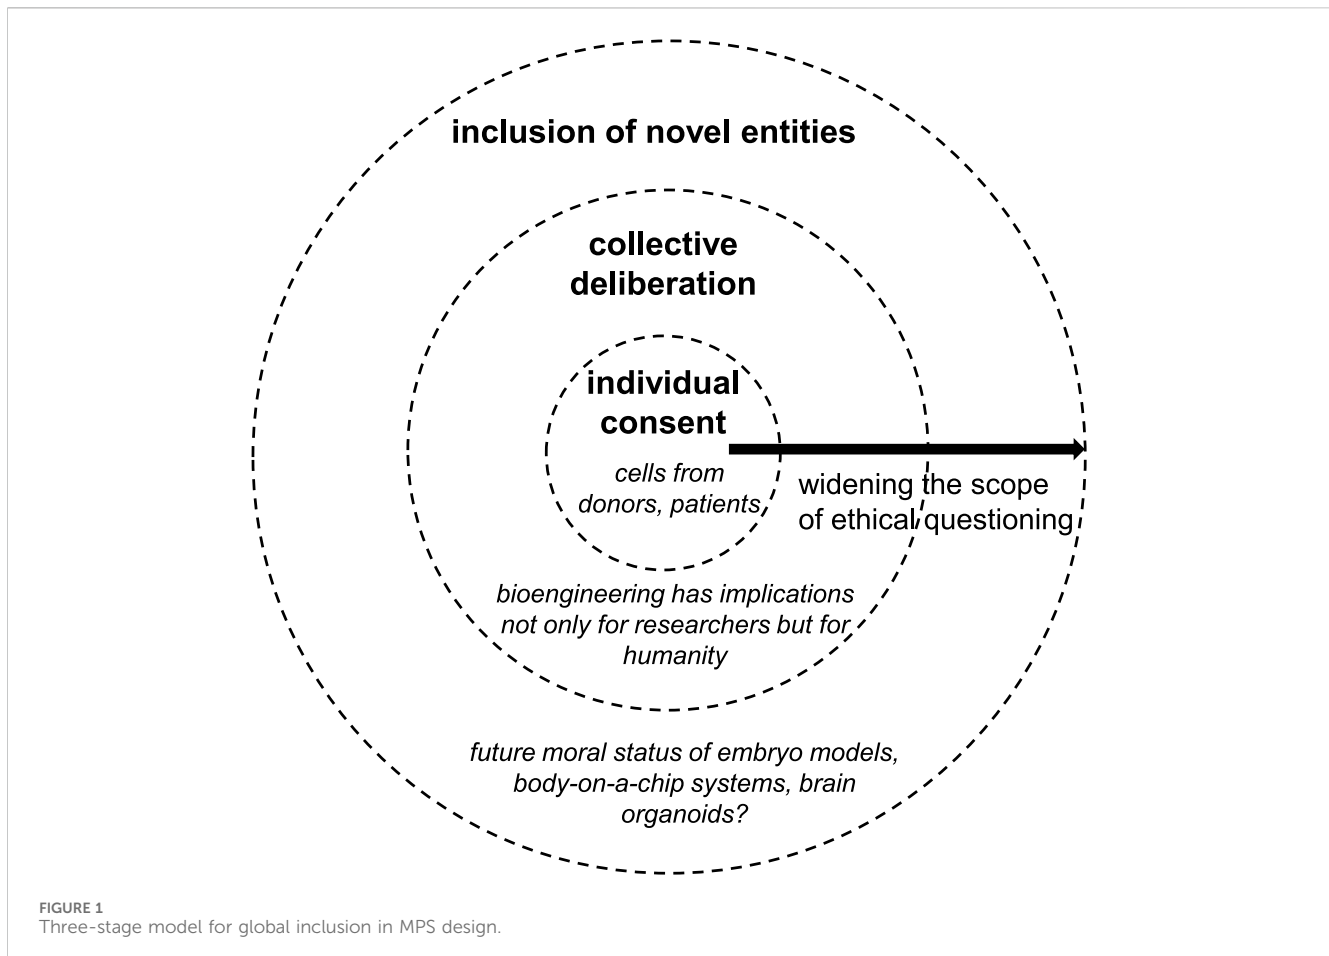 inclusion of novel entities
collective
deliberation
individual
consent
cells from
donors, patients
widening the scope
of ethical questioning
bioengineering has implications
not only for researchers but for
humanity
future moral status of embryo models,
body-on-a-chip systems, brain
organoids?
FIGURE 1
Three-stage model for global inclusion in MPS design.